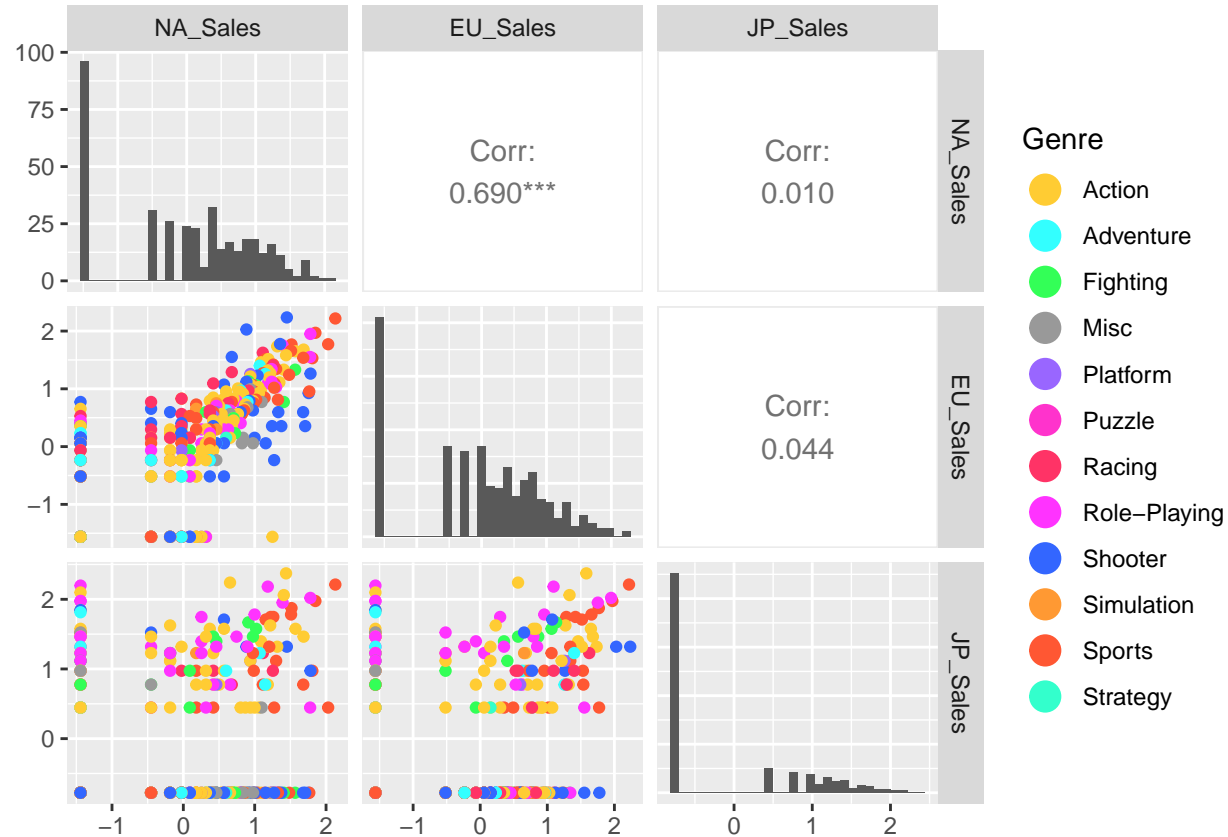 NA_Sales
EU_Sales
JP_Sales
100
75
50
25
0
NA_Sales
Corr:
0.690***
Corr:
0.010
2
1
0
−1
EU_Sales
Corr:
0.044
2
1
0
JP_Sales
−1
0
1
2
−1
0
1
2
0
1
2
Genre
Action
Adventure
Fighting
Misc
Platform
Puzzle
Racing
Role−Playing
Shooter
Simulation
Sports
Strategy